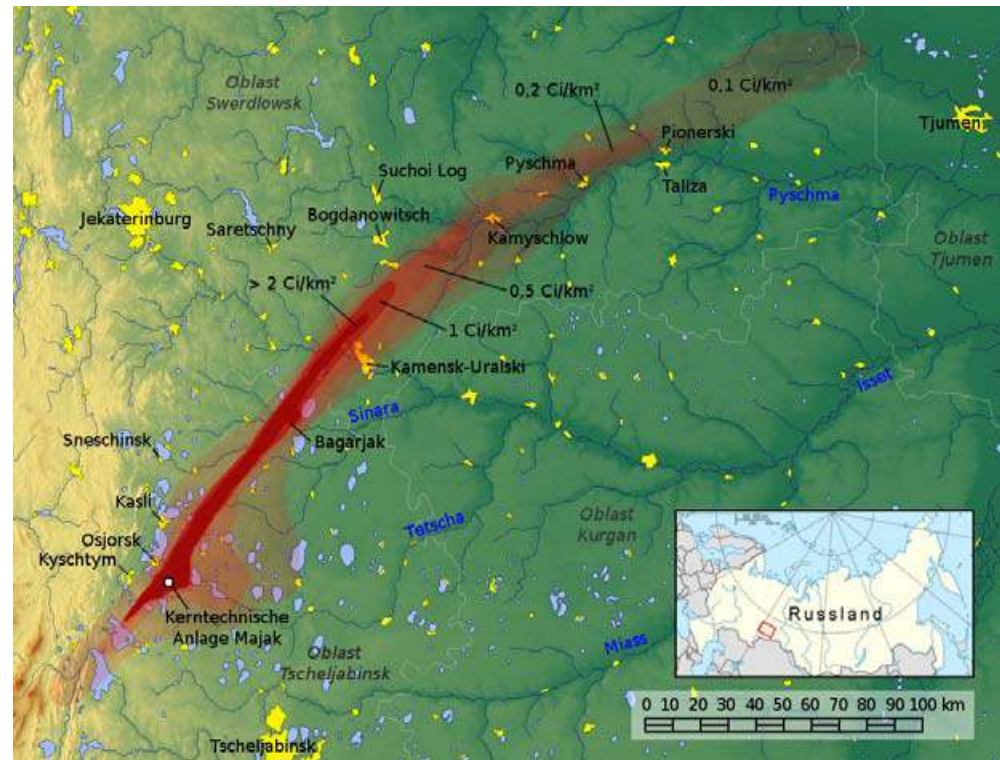 Oblast
Swerdlowsk
0,2 Ci/km²
0,1 Ci/km²
Tjumen
Pionerski
Pyschma
Suchoi Log
Taliza
Pyschma
Jekaterinburg
Saretschny
Bogdanowitsch
Kamyschlow
Oblast
Tjumen
> 2 Ci/km²
0,5 Ci/km²
1 Ci/km²
Kamensk-Uralski
Isset
Sinara
Sneschinsk
Bagarjak
Kasli
Tetscha
Oblast
Kurgan
Osjorsk
Kyschtym
Kerntechnische
Anlage Majak
Russland
Miass
Oblast
Tscheljabinsk
0 10 20 30 40 50 60 70 80 90 100 km
Tscheljabinsk